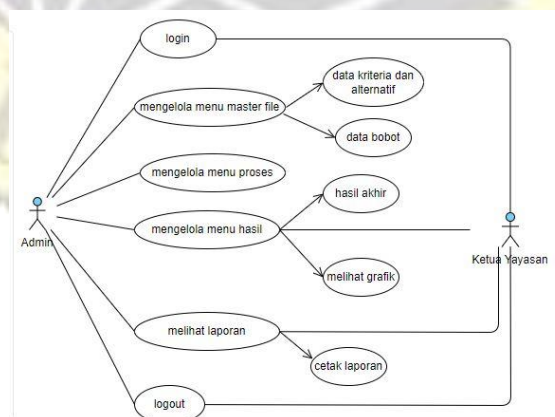 login
data kriteria dan
alternatif
mengelola menu master file
data bobot
mengelola menu proses
hasil akhir
mengelola menu hasil
Admin
Ketua Yayasan
melihat grafik
melihat laporan
cetak laporan
logout